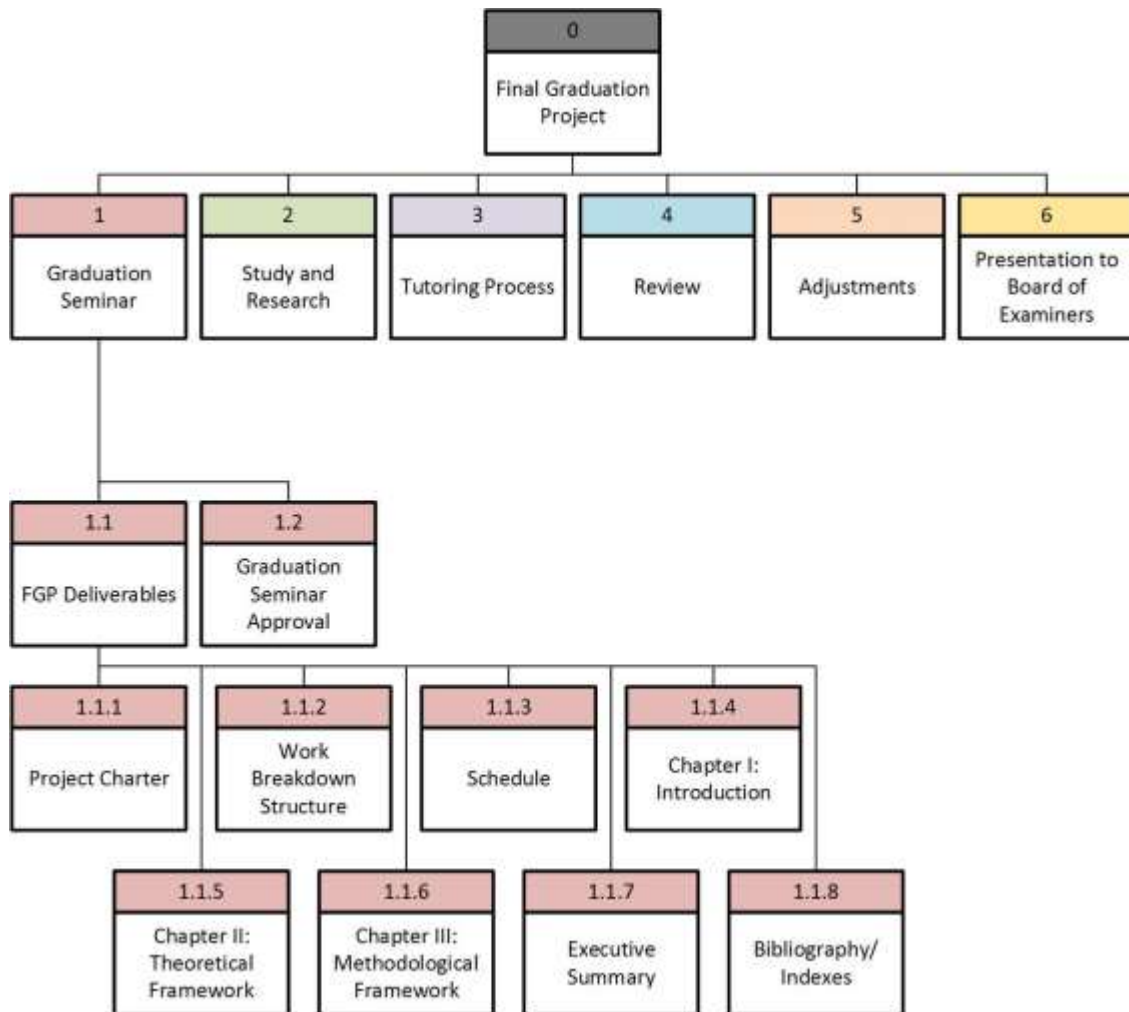 0
Final Graduation
Project
1
Graduation
Seminar
2
Study and
Research
3
Tutoring Process
4
Review
5
Adjustments
6
Presentation to
Board of
Examiners
1.1
FGP Deliverables
1.2
Graduation
Seminar
Approval
1.1.1
Project Charter
1.1.2
Work
Breakdown
Structure
1.1.3
Schedule
1.1.4
Chapter I:
Introduction
1.1.5
Chapter II:
Theoretical
Framework
1.1.6
Chapter III:
Methodological
Framework
1.1.7
Executive
Summary
1.1.8
Bibliography/
Indexes